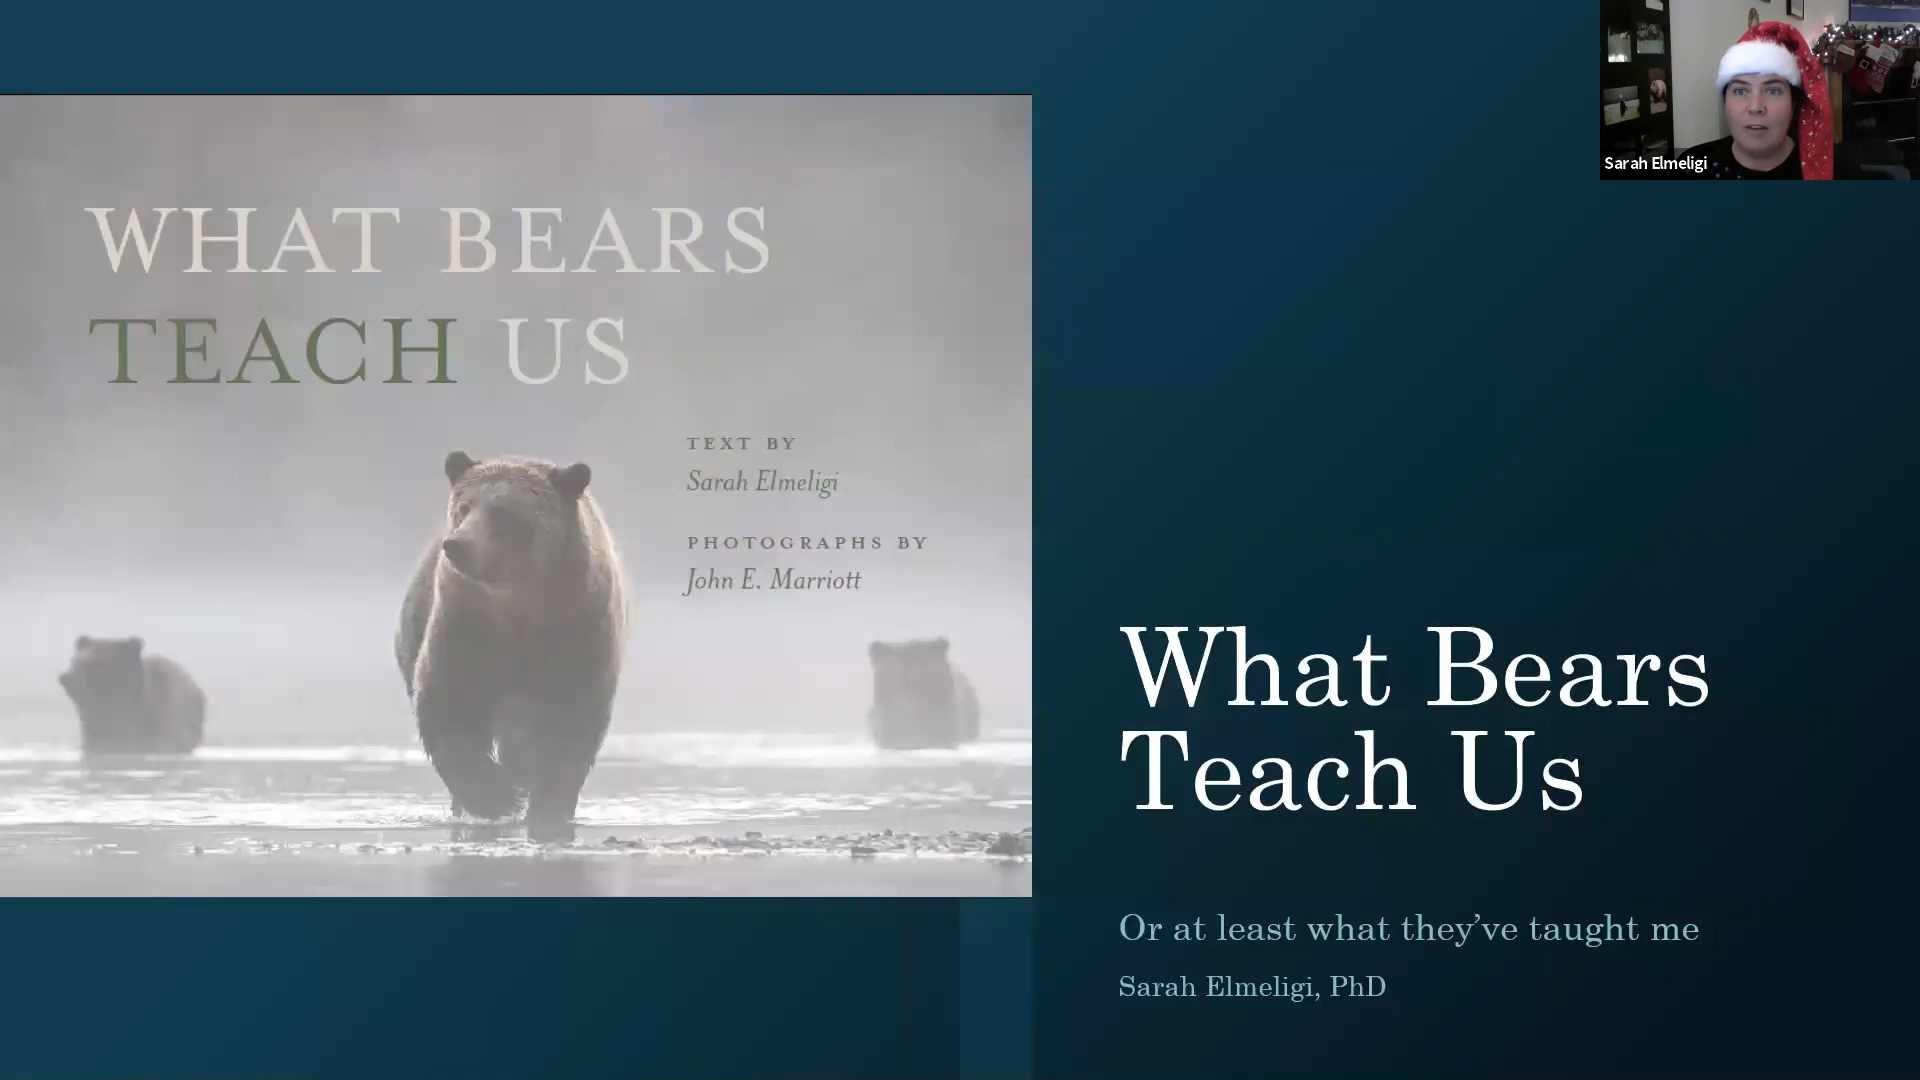 WHAT BEARS
TEACH US
TEXT BY
Sarah Elmeligi
PHOTOGRAPHS BY
John E. Marriott
What Bears
Teach Us
Or at least what they’ve taught me
Sarah Elmeligi, PhD
Sarah Elmeligi